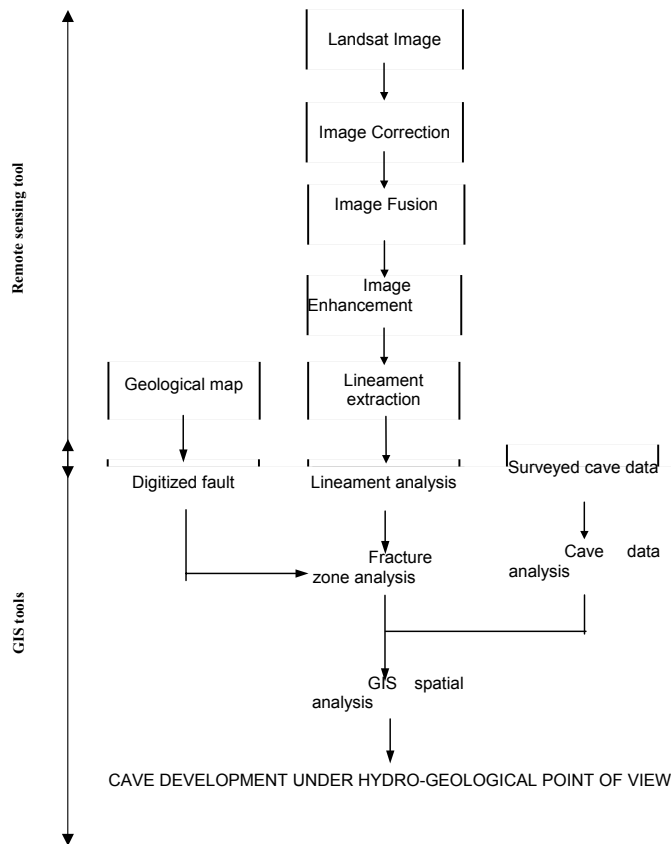 Landsat Image
Image Correction
Image Fusion
Image
Enhancement
Remote sensing tool
Geological map
Lineament
extraction
Digitized fault
Lineament analysis
Surveyed cave data
Fracture
zone analysis
Cave data
analysis
GIS tools
GIS spatial
analysis
CAVE DEVELOPMENT UNDER HYDRO-GEOLOGICAL POINT OF VIEW